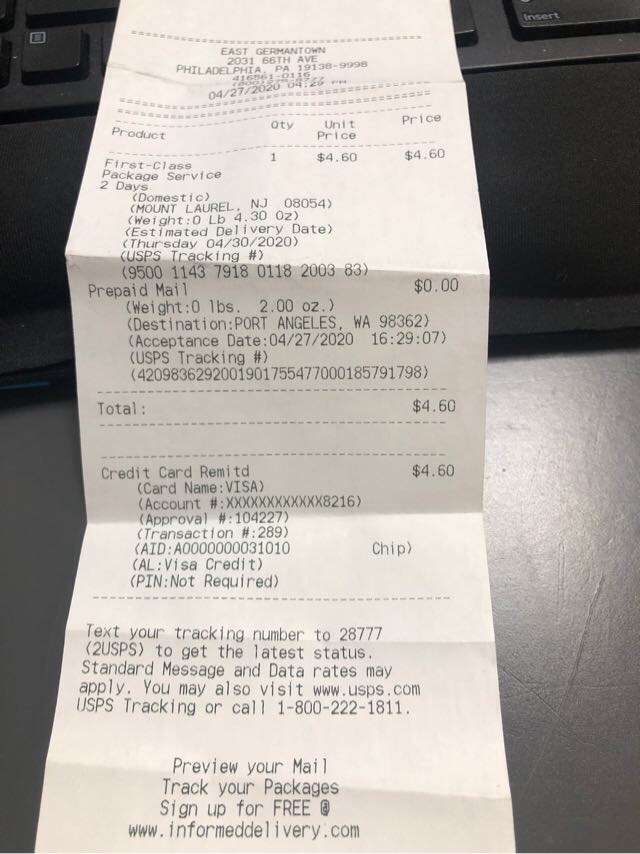 Insert
EAST GERMANTOWN
2031 66TH AVE
PHILADELPHIA, PA 19138-9998
416561-0116
04/27/2020 04:29 PM
Product Qty Unit Price Price
First-Class 1 $4.60 $4.60
Package Service
2 Days
(Domestic)
(MOUNT LAUREL, NJ 08054)
(Weight:0 Lb 4.30 Oz)
(Estimated Delivery Date)
(Thursday 04/30/2020)
(USPS Tracking #)
(9500 1143 7918 0118 2003 83)
Prepaid Mail $0.00
(Weight:0 lbs. 2.00 oz.)
(Destination:PORT ANGELES, WA 98362)
(Acceptance Date:04/27/2020 16:29:07)
(USPS Tracking #)
(420983629200190175547700018579​1798)
Total: $4.60
Credit Card Remitd $4.60
(Card Name:VISA)
(Account #:XXXXXXXXXXXX8216)
(Approval #:104227)
(Transaction #:289)
(AID:A0000000031010 Chip)
(AL:Visa Credit)
(PIN:Not Required)
Text your tracking number to 28777
(2USPS) to get the latest status.
Standard Message and Data rates may
apply. You may also visit www.usps.com
USPS Tracking or call 1-800-222-1811.
Preview your Mail
Track your Packages
Sign up for FREE @
www.informeddelivery.com